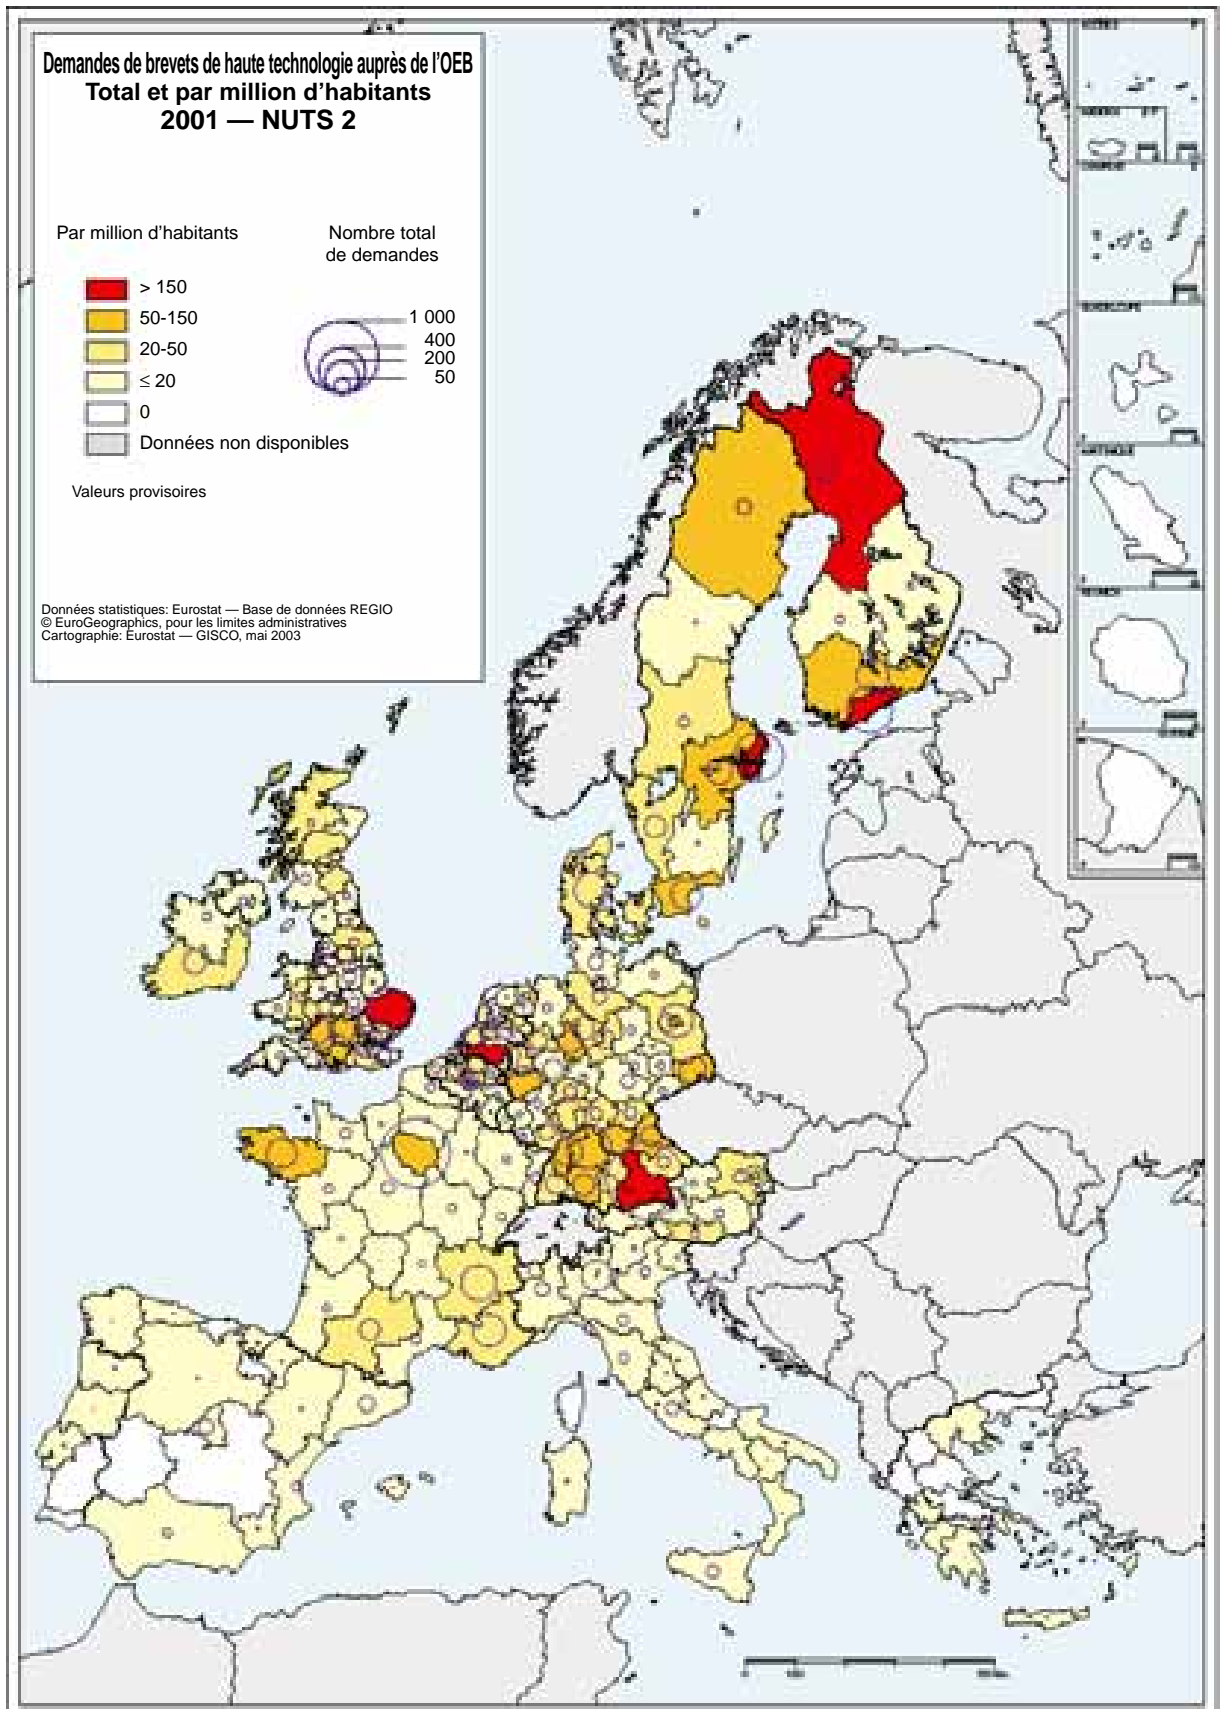 Demandes de brevets de haute technologie auprès de l'OEB
Total et par million d'habitants
2001 — NUTS 2
Par million d'habitants
> 150
50-150
20-50
≤ 20
0
Données non disponibles
Nombre total
de demandes
1 000
400
200
50
Valeurs provisoires
Données statistiques: Eurostat — Base de données REGIO
© EuroGeographics, pour les limites administratives
Cartographie: Eurostat — GISCO, mai 2003
GUADELOUPE
MARTINIQUE